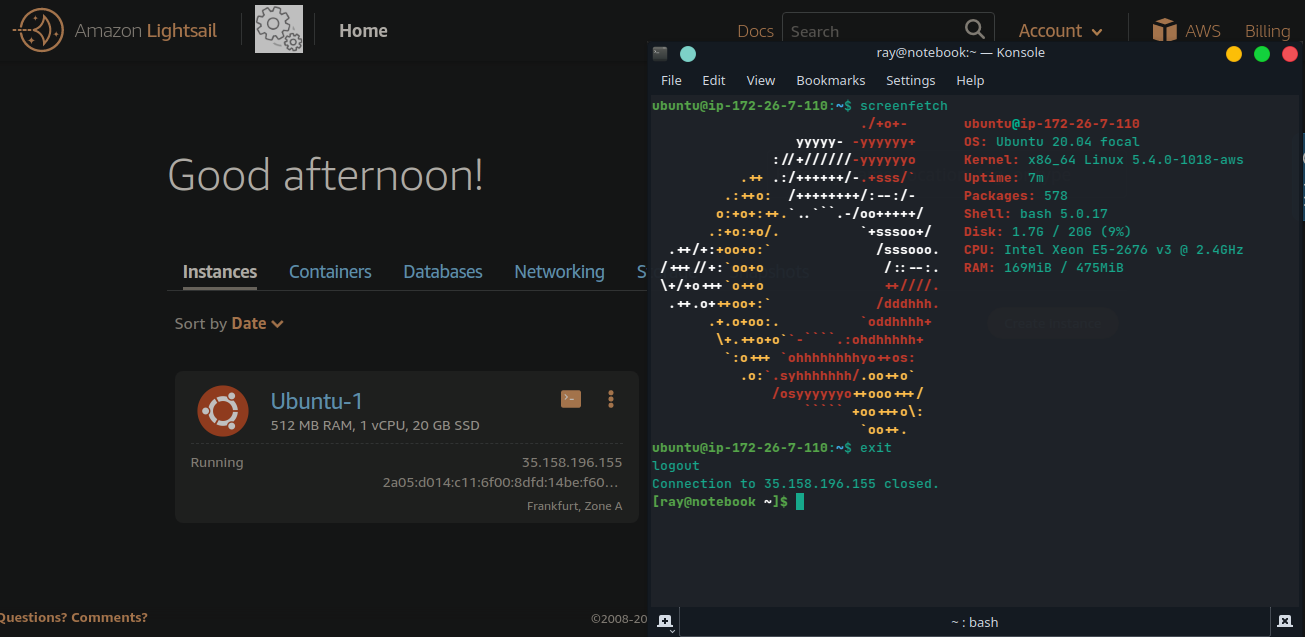 Amazon Lightsail
Home
Docs
Search
Account
AWS
Billing
Good afternoon!
Instances
Containers
Databases
Networking
S
Sort by Date
Ubuntu-1
512 MB RAM, 1 vCPU, 20 GB SSD
Running
35.158.196.155
2a05:d014:c11:6f00:8dfd:14be:f60...
Frankfurt, Zone A
Questions? Comments?
©2008-20
ray@notebook:~ — Konsole
File Edit View Bookmarks Settings Help
ubuntu@ip-172-26-7-110:~$ screenfetch
ubuntu@ip-172-26-7-110
OS: Ubuntu 20.04 focal
Kernel: x86_64 Linux 5.4.0-1018-aws
Uptime: 7m
Packages: 578
Shell: bash 5.0.17
Disk: 1.7G / 20G (9%)
CPU: Intel Xeon E5-2676 v3 @ 2.4GHz
RAM: 169MiB / 475MiB
ubuntu@ip-172-26-7-110:~$ exit
logout
Connection to 35.158.196.155 closed.
[ray@notebook ~]$
~ : bash